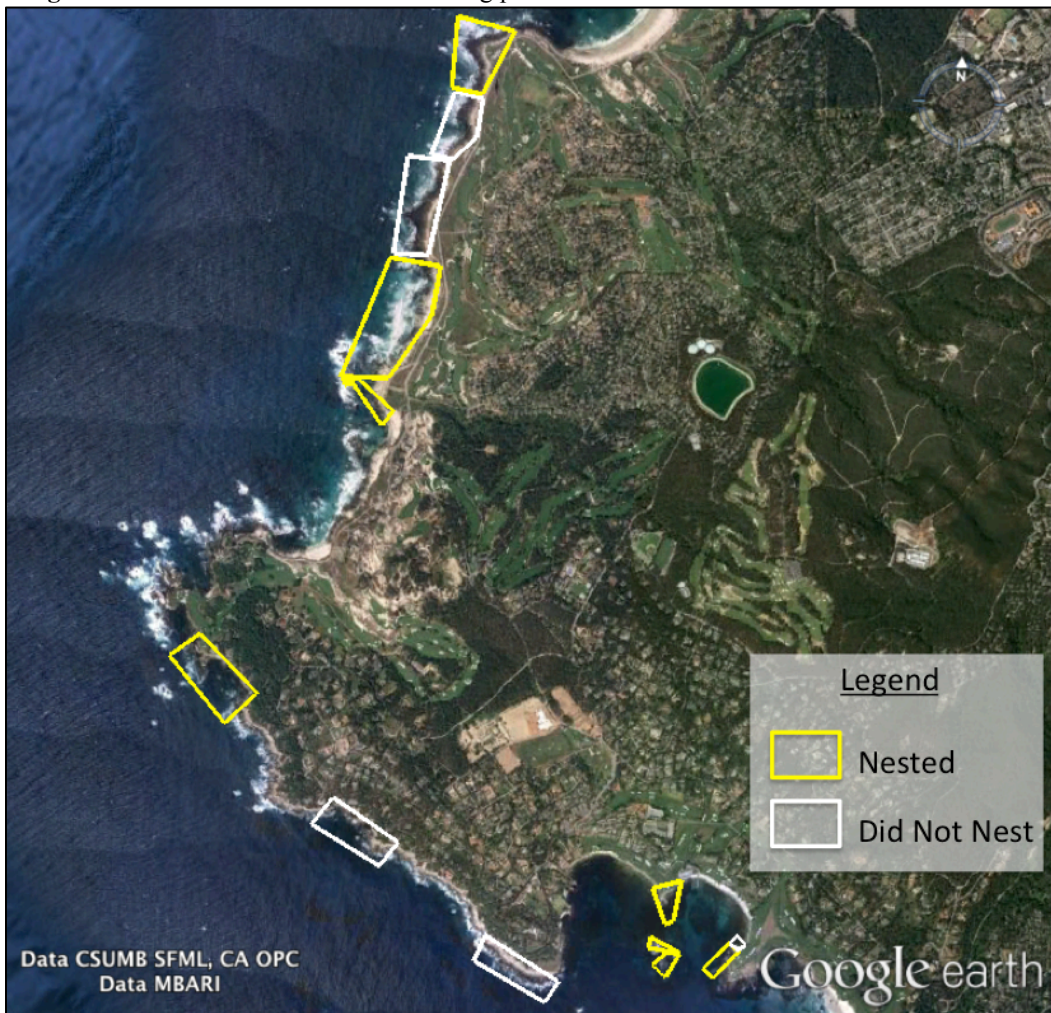 N
Legend
Nested
Did Not Nest
Data CSUMB SFML, CA OPC
Data MBARI
Google earth